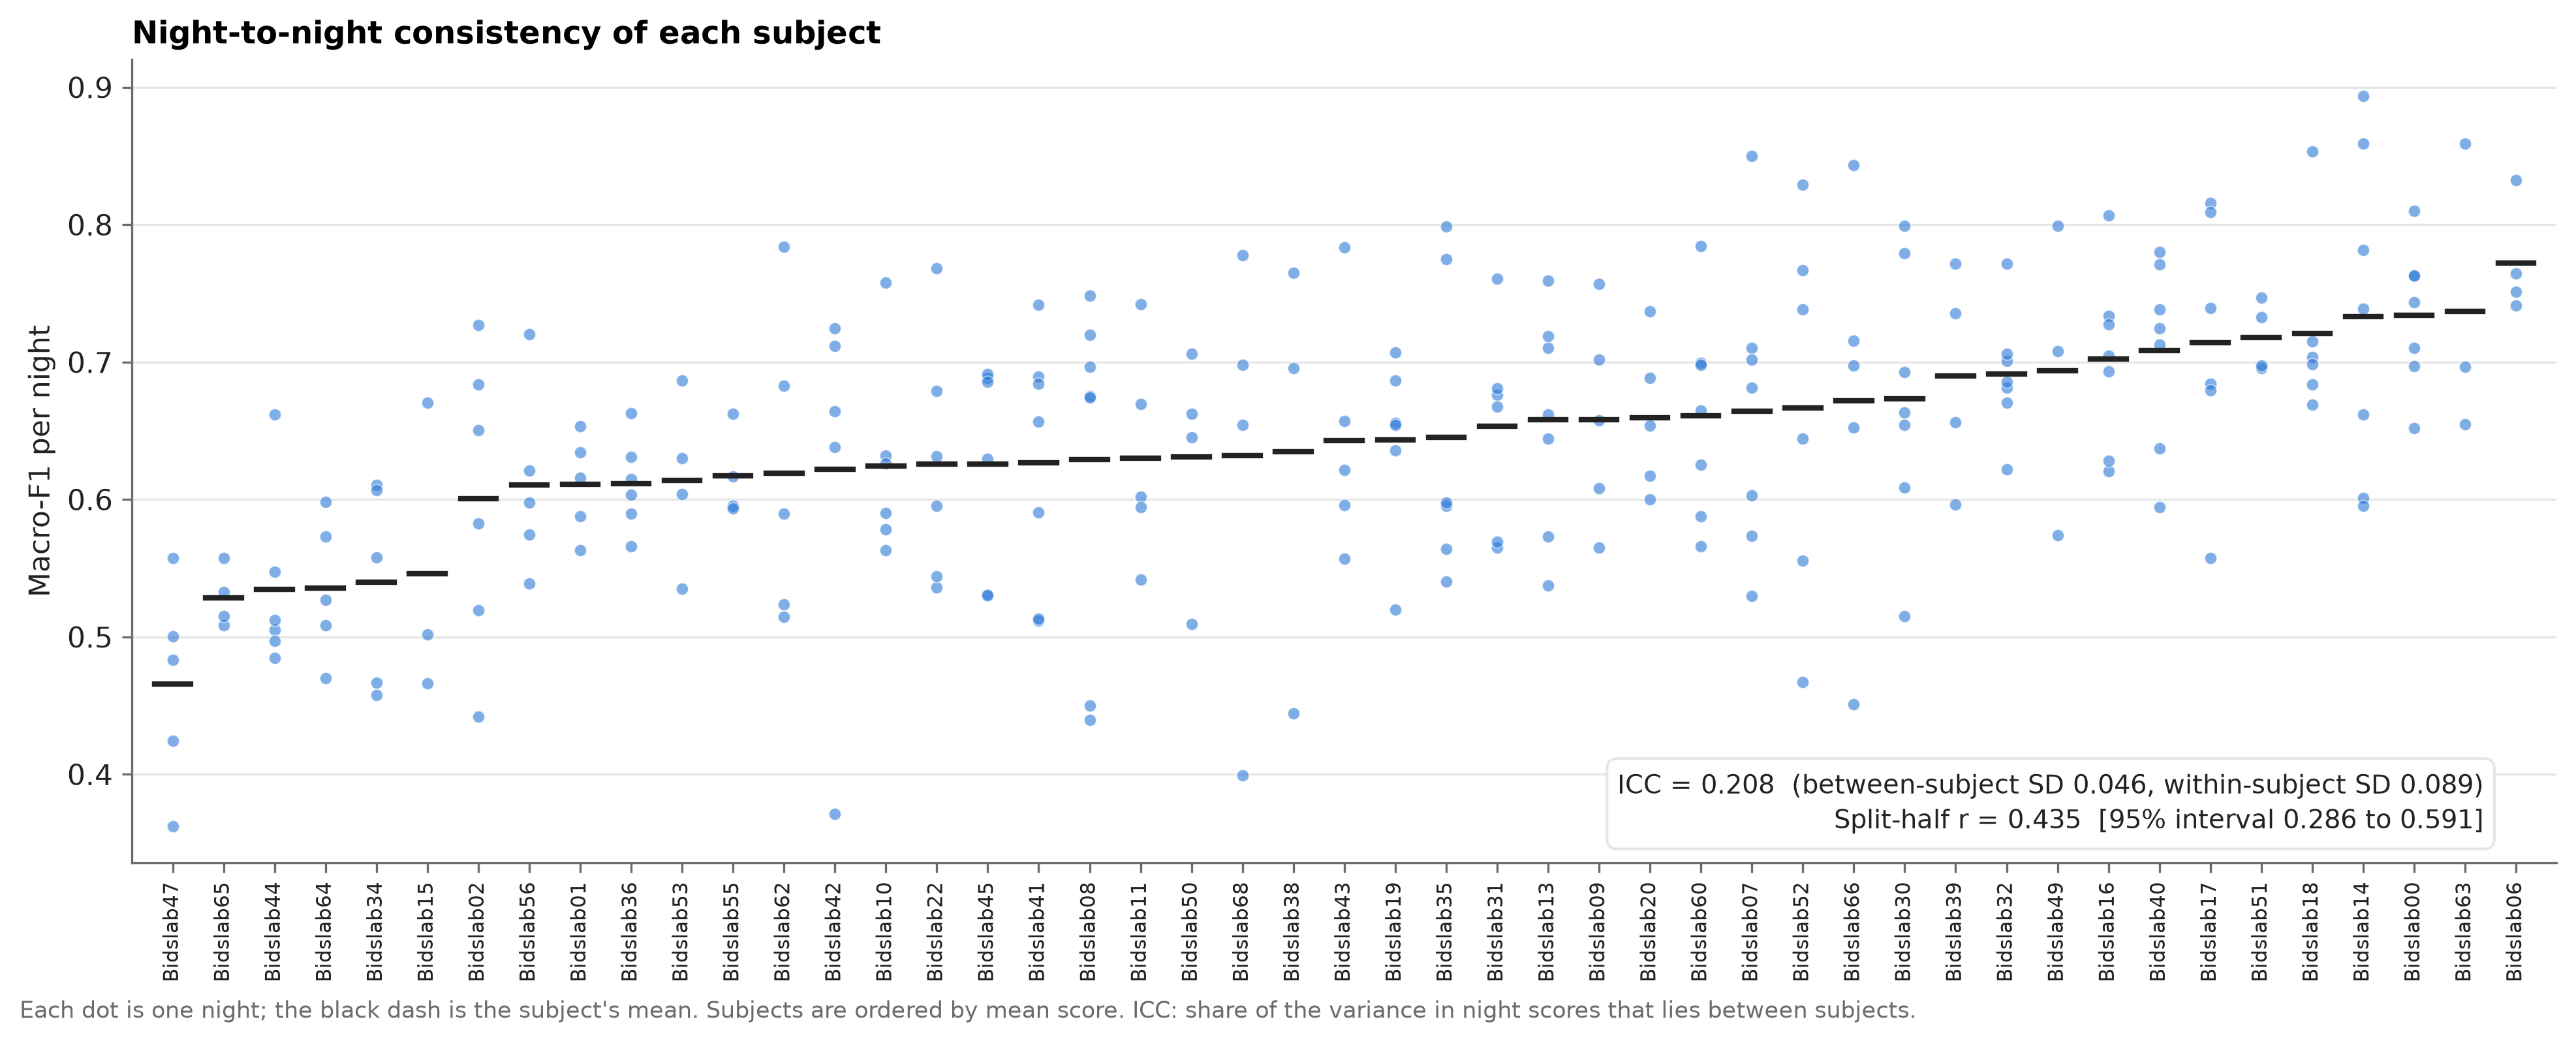 Night-to-night consistency of each subject
Macro-F1 per night
0.9
0.8
0.7
0.6
0.5
0.4
ICC = 0.208 (between-subject SD 0.046, within-subject SD 0.089)
Split-half r = 0.435 [95% interval 0.286 to 0.591]
Bidslab47
Bidslab65
Bidslab44
Bidslab64
Bidslab34
Bidslab15
Bidslab02
Bidslab56
Bidslab01
Bidslab36
Bidslab53
Bidslab55
Bidslab62
Bidslab42
Bidslab10
Bidslab22
Bidslab45
Bidslab41
Bidslab08
Bidslab11
Bidslab50
Bidslab68
Bidslab38
Bidslab43
Bidslab19
Bidslab35
Bidslab31
Bidslab13
Bidslab09
Bidslab20
Bidslab60
Bidslab07
Bidslab52
Bidslab66
Bidslab30
Bidslab39
Bidslab32
Bidslab49
Bidslab16
Bidslab40
Bidslab17
Bidslab51
Bidslab18
Bidslab14
Bidslab00
Bidslab63
Bidslab06
Each dot is one night; the black dash is the subject's mean. Subjects are ordered by mean score. ICC: share of the variance in night scores that lies between subjects.